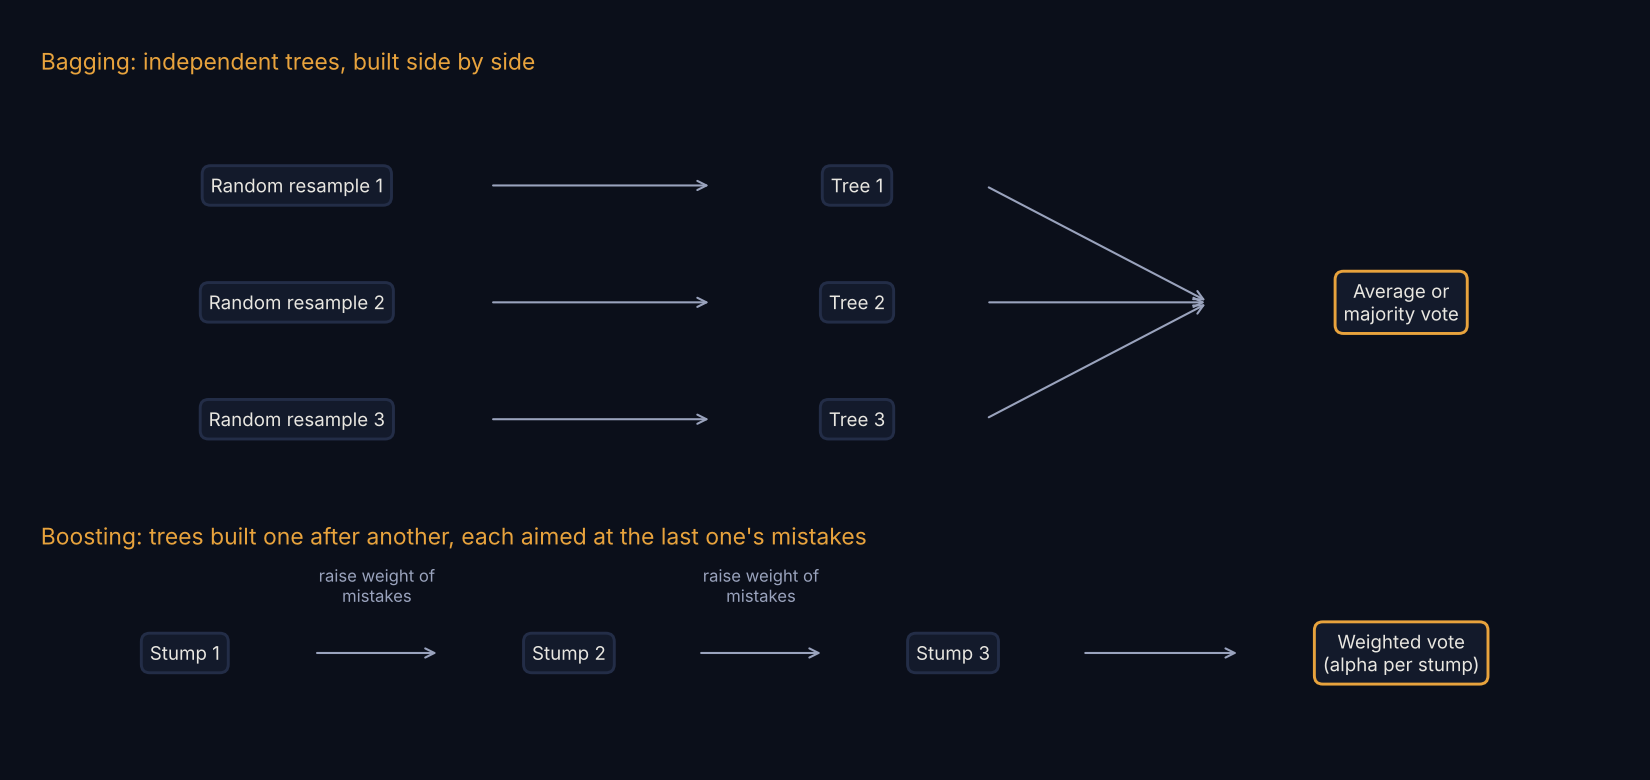 Bagging: independent trees, built side by side
Random resample 1
Tree 1
Random resample 2
Tree 2
Average or
majority vote
Random resample 3
Tree 3
Boosting: trees built one after another, each aimed at the last one's mistakes
raise weight of
mistakes
raise weight of
mistakes
Stump 1
Stump 2
Stump 3
Weighted vote
(alpha per stump)